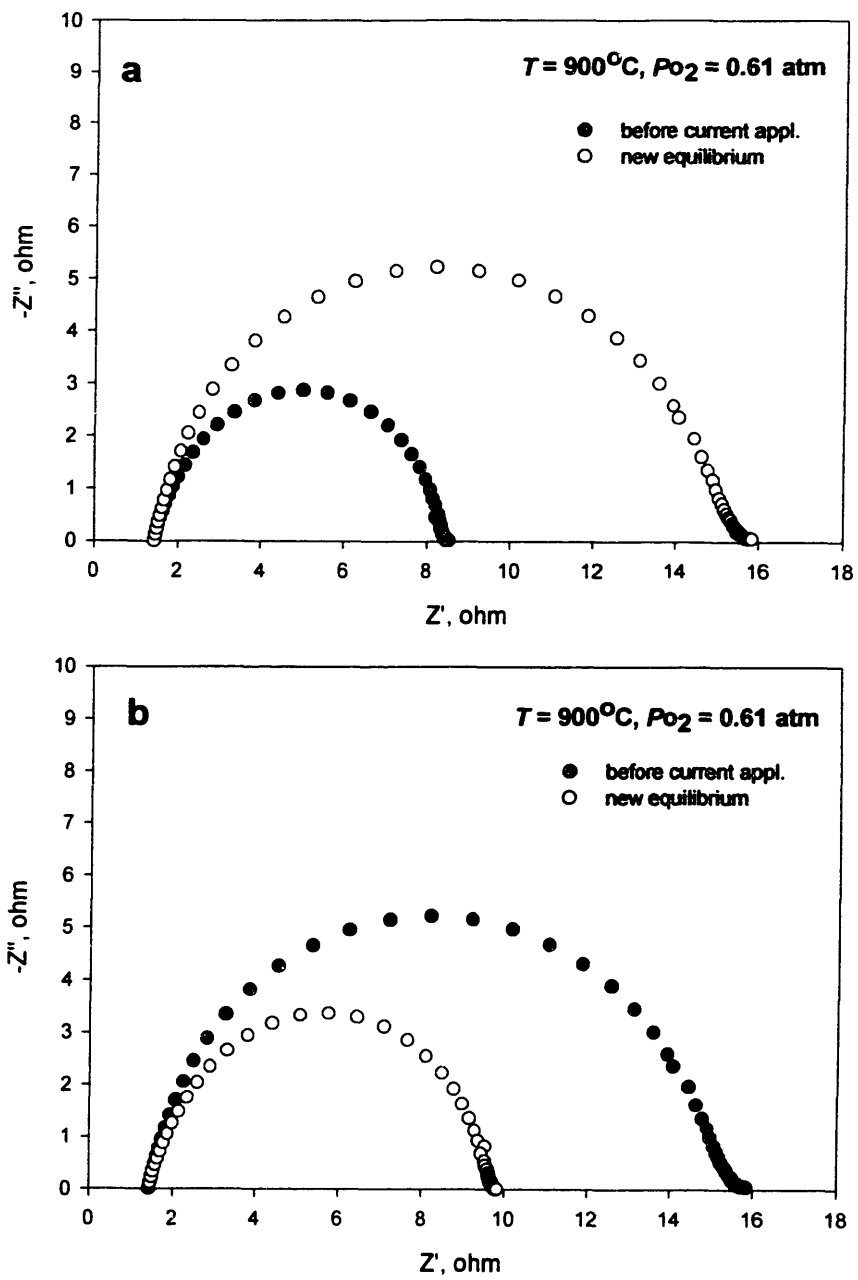 10
a
T = 900°C, Po2 = 0.61 atm
9
before current appl.
8
new equilibrium
7
6
5
4
3
2
1
0
-Z'', ohm
0 2 4 6 8 10 12 14 16 18
Z', ohm
10
b
T = 900°C, Po2 = 0.61 atm
9
before current appl.
8
new equilibrium
7
6
5
4
3
2
1
0
-Z'', ohm
0 2 4 6 8 10 12 14 16 18
Z', ohm